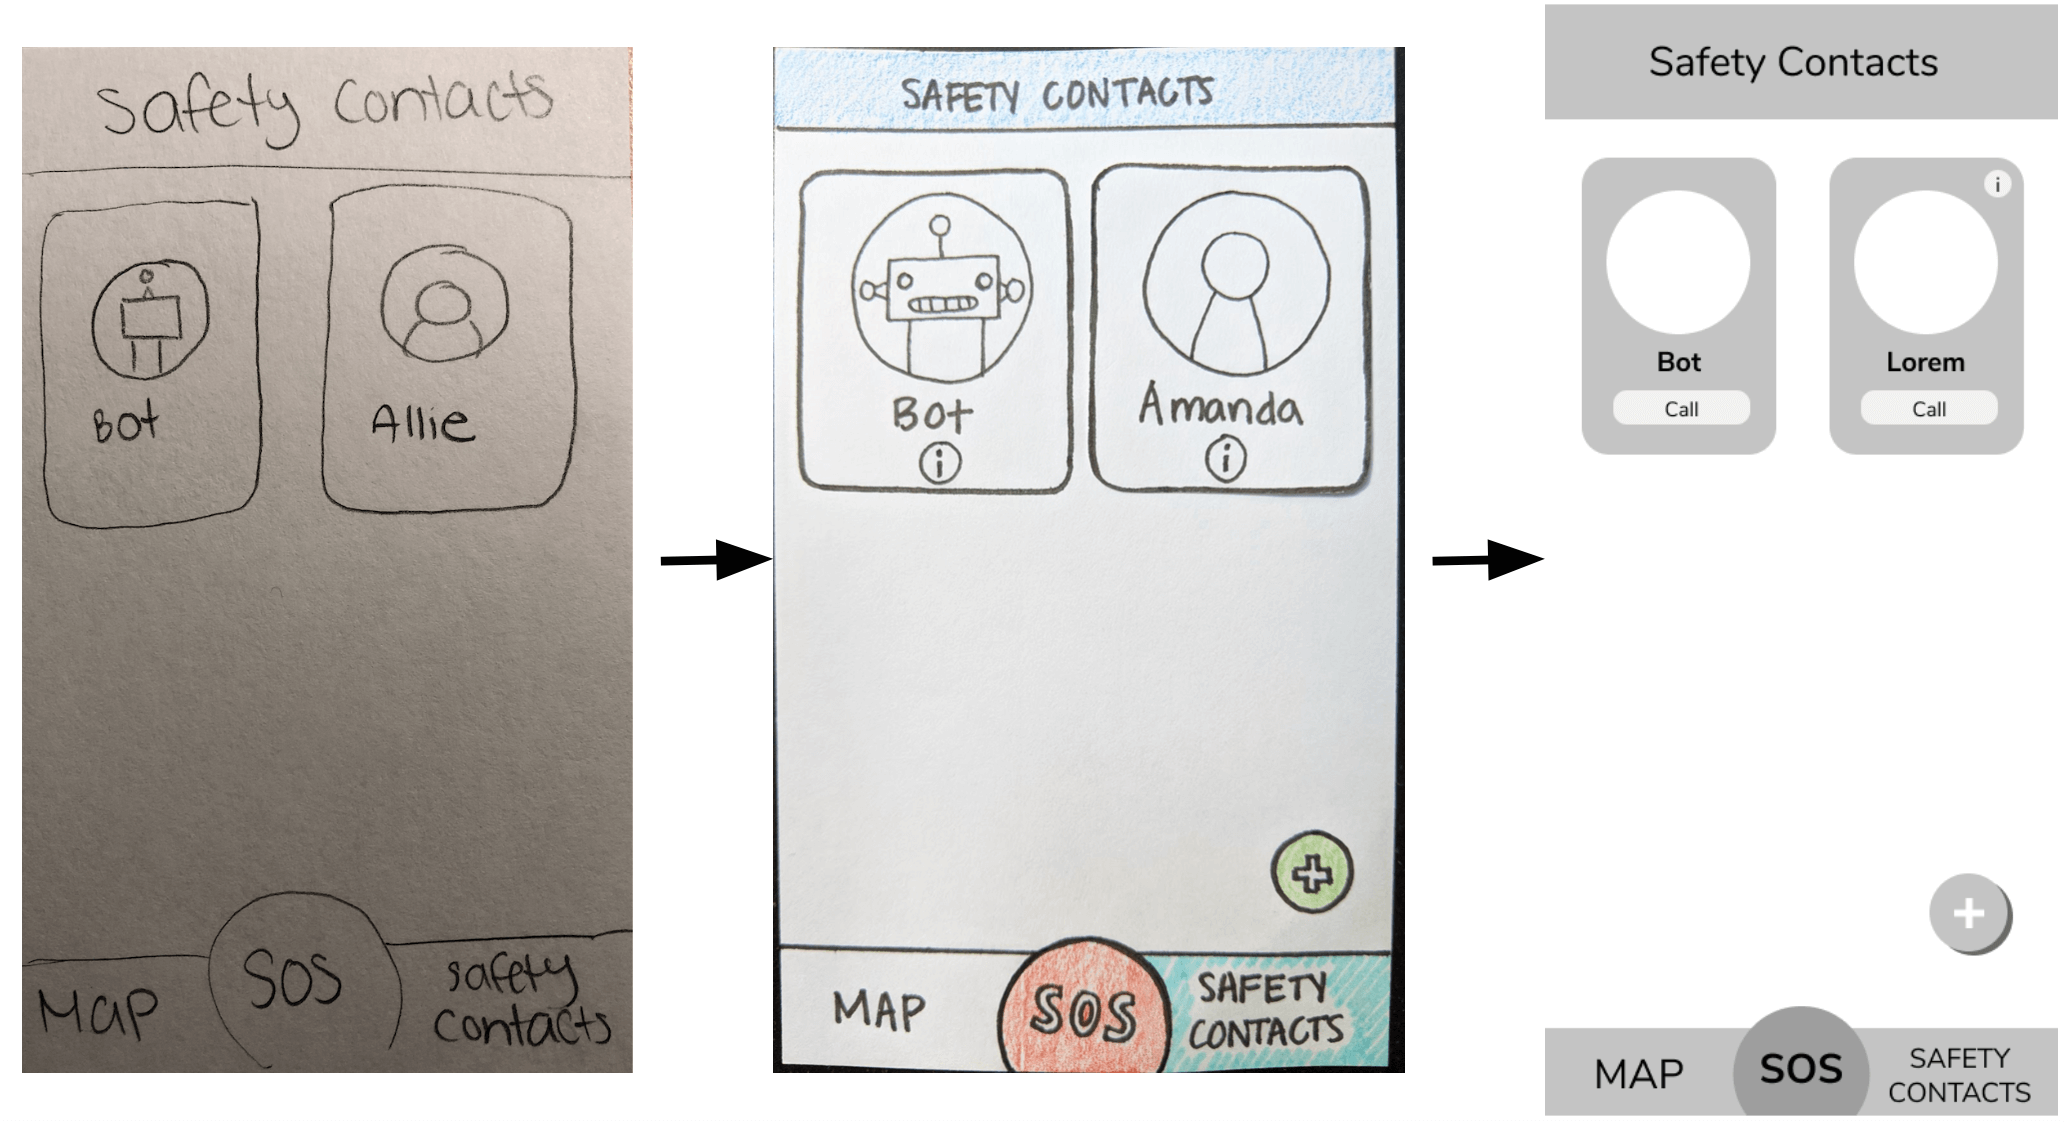 Safety Contacts
Bot
Allie
Map
SOS
safety
contacts
SAFETY CONTACTS
Bot
i
Amanda
i
MAP
SOS
SAFETY
CONTACTS
Safety Contacts
i
Bot
Lorem
Call
Call
MAP
SOS
SAFETY
CONTACTS